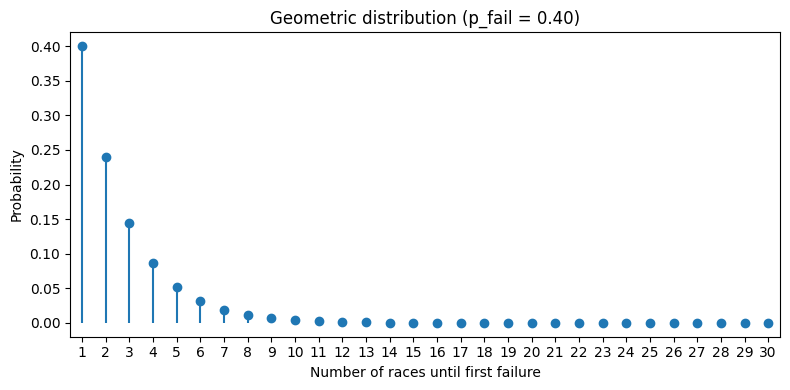 Geometric distribution (p_fail = 0.40)
Probability
0.40
0.35
0.30
0.25
0.20
0.15
0.10
0.05
0.00
1 2 3 4 5 6 7 8 9 10 11 12 13 14 15 16 17 18 19 20 21 22 23 24 25 26 27 28 29 30
Number of races until first failure